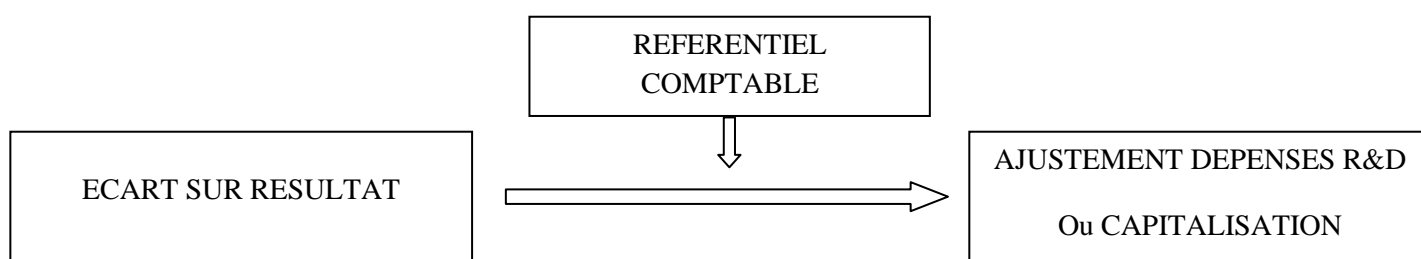 REFERENTIEL
COMPTABLE
ECART SUR RESULTAT
AJUSTEMENT DEPENSES R&D
Ou CAPITALISATION